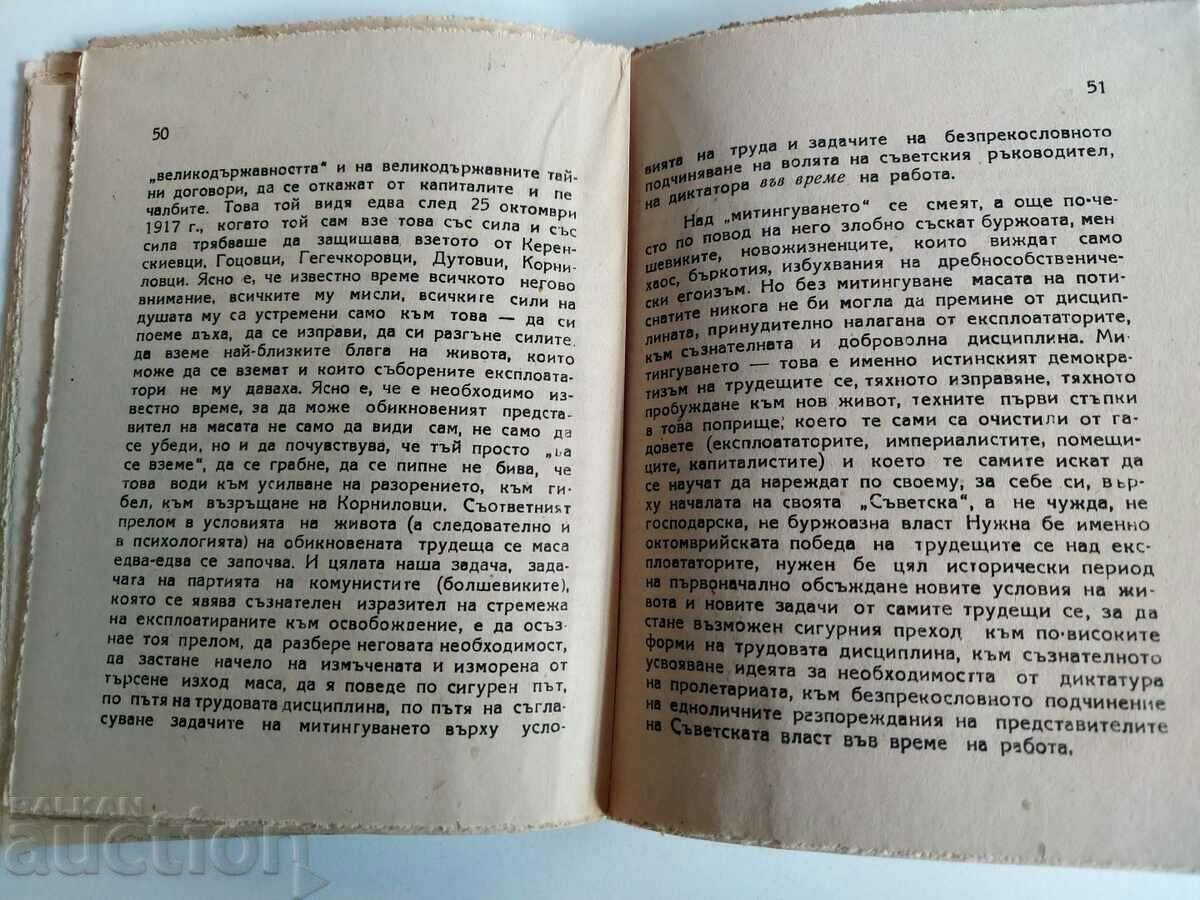 50
„великодържавността“ и на великодържавните тай-
ни договори, да се откажат от капиталите и пе
чалбите. Това той видя едва след 25 октомври
1917 г., когато той сам взе това със сила и със
сила трябваше да защищава взетото от Керен-
скиевци, Гоцовци, Гегечкоровци, Дутовци, Корни-
ловци. Ясно е, че известно време всичкото негово
внимание, всичките му мисли, всичките сили на
душата му са устремени само към това — да си
поеме дъха, да се изправи, да си разгъне силите,
да вземе най-близките блага на живота, които
може да се вземат и които съборените експлоата-
тори не му даваха. Ясно е, че е необходимо из-
вестно време, за да може обикновеният предста-
вител на масата не само да види сам, не само да
се убеди, но и да почувствува, че тъй просто „да
се вземе“, да се грабне, да се пипне не бива, че
това води към усилване на разорението, към ги-
бел, към възръщане на Корниловци. Съответният
прелом в условията на живота (а следователно и
в психологията) на обикновената трудеща се маса
едва-едва се започва. И цялата наша задача, зада-
чата на партията на комунистите (болшевиките),
която се явява съзнателен изразител на стремежа
на експлоатираните към освобождение, е да осъз-
нае тоя прелом, да разбере неговата необходимост,
да застане начело на измъчената и изморена от
търсене изход маса, да я поведе по сигурен път,
по пътя на трудовата дисциплина, по пътя на съгла-
суване задачите на митингуването върху усло-
51
вията на труда и задачите на безпрекословното
подчиняване на волята на съветския ръководител,
на диктатора във време на работа.
Над „митингуването“ се смеят, а още по-че-
сто по повод на него злобно съскат буржоата, мен
шевиките, новожизненците, които виждат само
хаос, бъркотия, избухвания на дребнособственичe-
ски егоизъм. Но без митингуване масата на поти-
снатите никога не би могла да премине от дисцип-
лината, принудително налагана от експлоататорите,
към съзнателната и доброволна дисциплина. Ми-
тингуването — това е именно истинският демокра-
тизъм на трудещите се, тяхното изправяне, тяхното
пробуждане към нов живот, техните първи стъпки
в това поприще, което те сами са очистили от га-
довете (експлоататорите, империалистите, помещи-
ците, капиталистите) и което те самите искат да
се научат да нареждат по своему, за себе си, вър-
ху началата на своята „Съветска“, а не чужда, не
господарска, не буржоазна власт Нужна бе именно
октомврийската победа на трудещите се над екс-
плоататорите, нужен бе цял исторически период
на първоначално обсъждане новите условия на жи-
вота и новите задачи от самите трудещи се, за да
стане възможен сигурния преход към по-високите
форми на трудовата дисциплина, към съзнателното
усвояване идеята за необходимостта от диктатура
на пролетариата, към безпрекословното подчинение
на едноличните разпореждания на представителите
на Съветската власт във време на работа,
BALKAN
auction